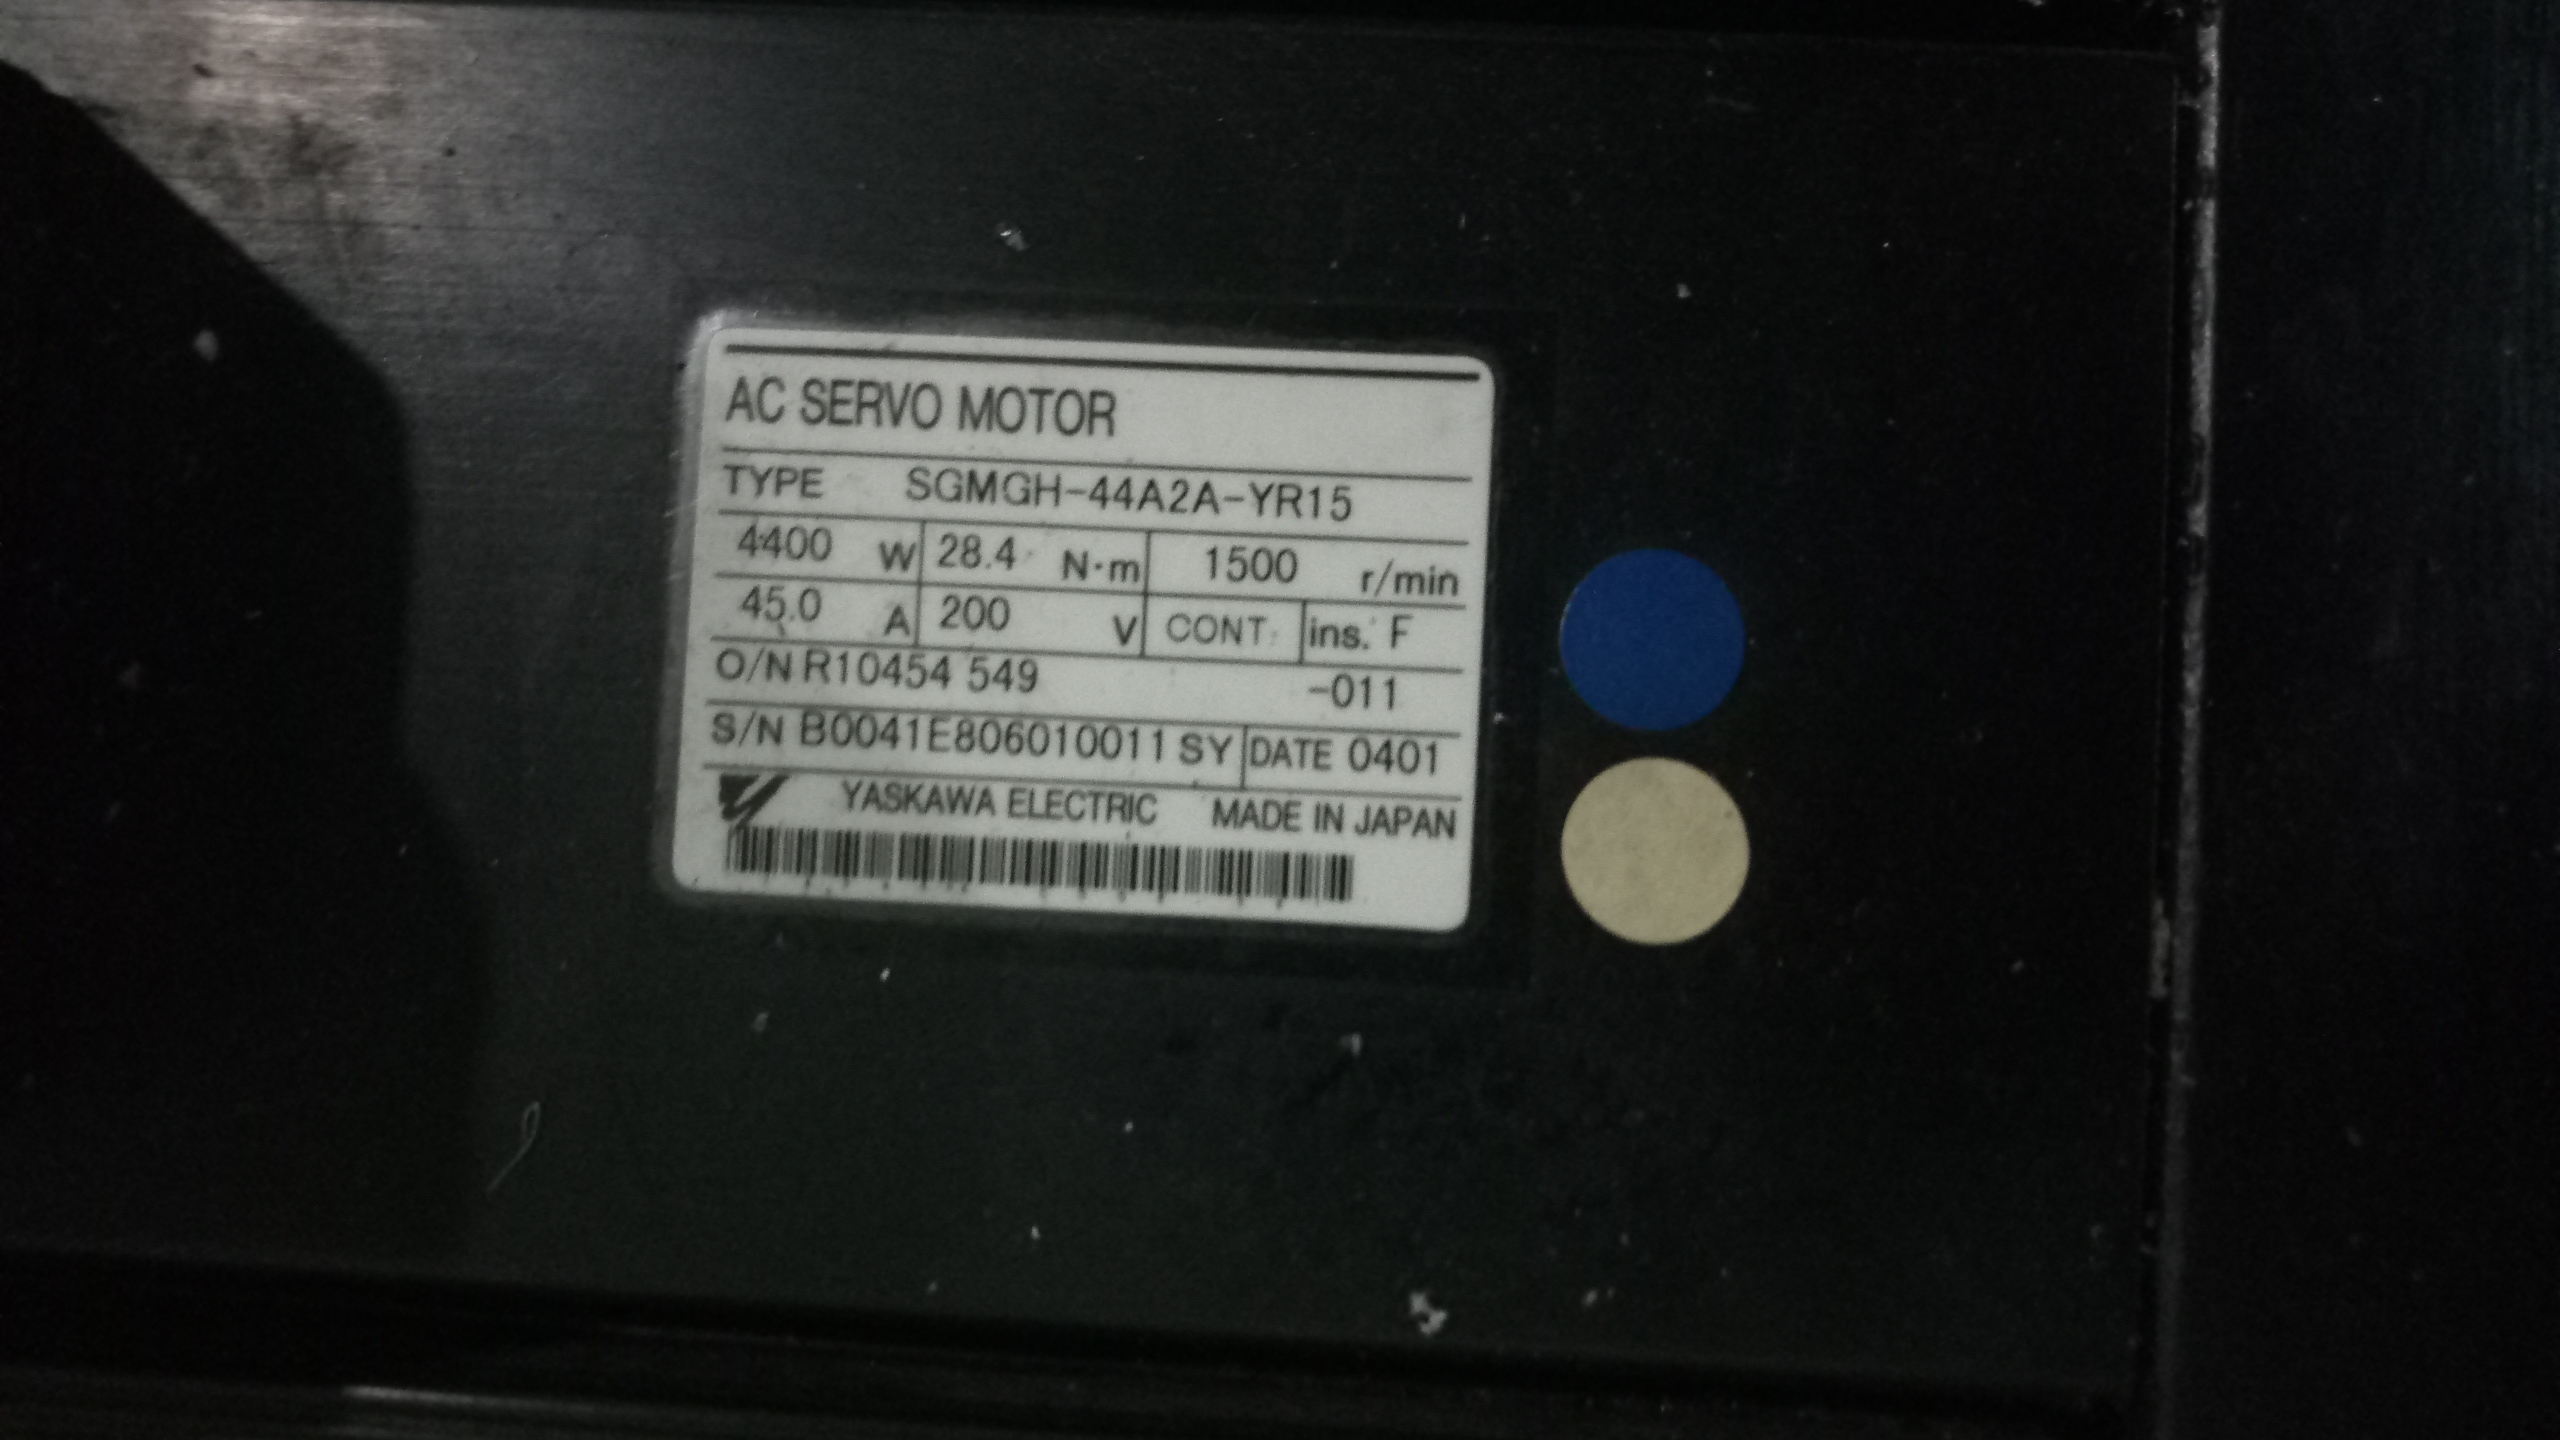 AC SERVO MOTOR
TYPE SGMGH-44A2A-YR15
4400 W 28.4 N·m 1500 r/min
45.0 A 200 V CONT. ins. F
O/N R10454 549 -011
S/N B0041E806010011 SY DATE 0401
YASKAWA ELECTRIC MADE IN JAPAN